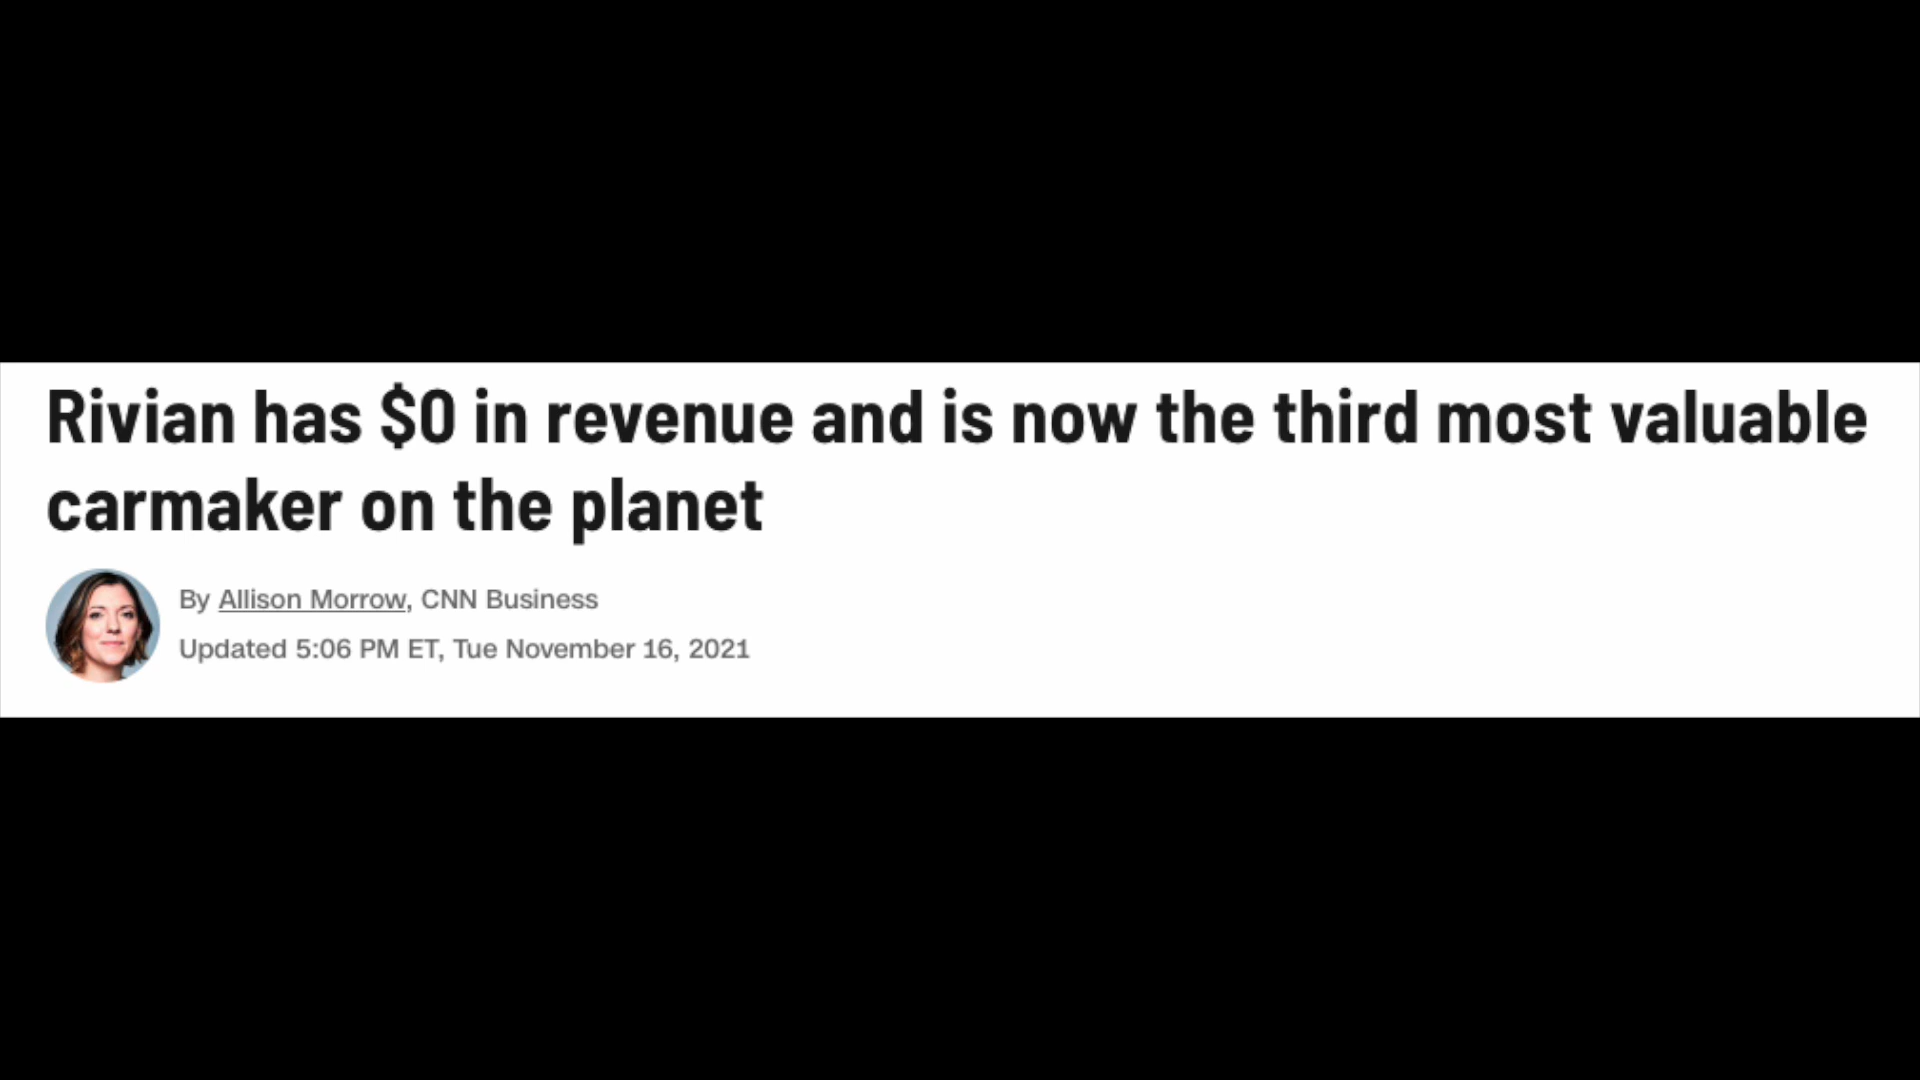 Rivian has $0 in revenue and is now the third most valuable
carmaker on the planet
By Allison Morrow, CNN Business
Updated 5:06 PM ET, Tue November 16, 2021